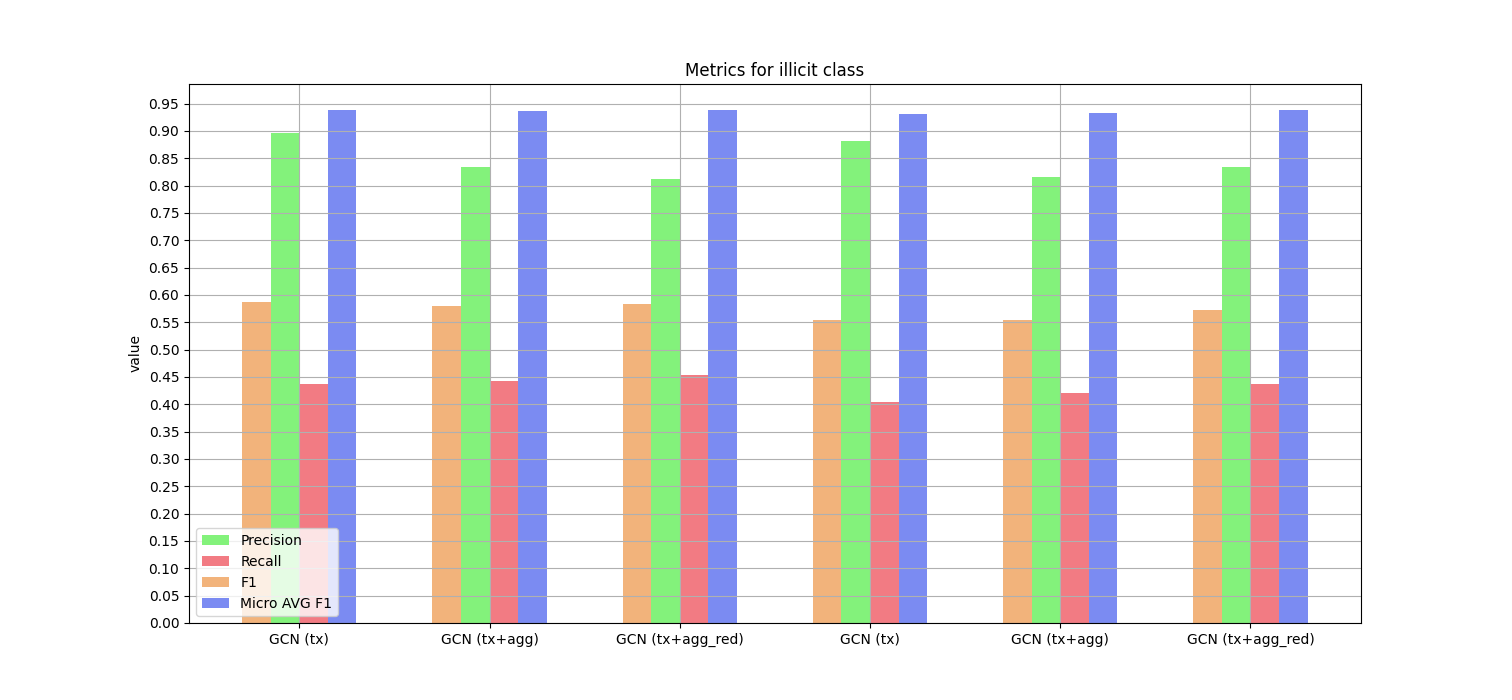 Metrics for illicit class
0.95
0.90
0.85
0.80
0.75
0.70
0.65
0.60
0.55
0.50
0.45
0.40
0.35
0.30
0.25
0.20
0.15
0.10
0.05
0.00
value
Precision
Recall
F1
Micro AVG F1
GCN (tx)
GCN (tx+agg)
GCN (tx+agg_red)
GCN (tx)
GCN (tx+agg)
GCN (tx+agg_red)